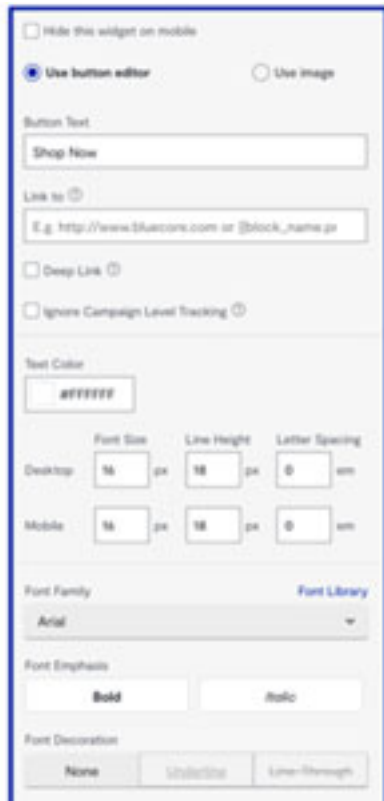 Hide this widget on mobile
Use button editor Use image
Button Text
Shop Now
Link to
E.g. http://www.bluecore.com or [[block_name.pr
Deep Link
Ignore Campaign Level Tracking
Text Color
#FFFFFF
Font Size Line Height Letter Spacing
Desktop 16 px 18 px 0 em
Mobile 16 px 18 px 0 em
Font Family Font Library
Arial
Font Emphasis
Bold Italic
Font Decoration
None Underline Line-Through